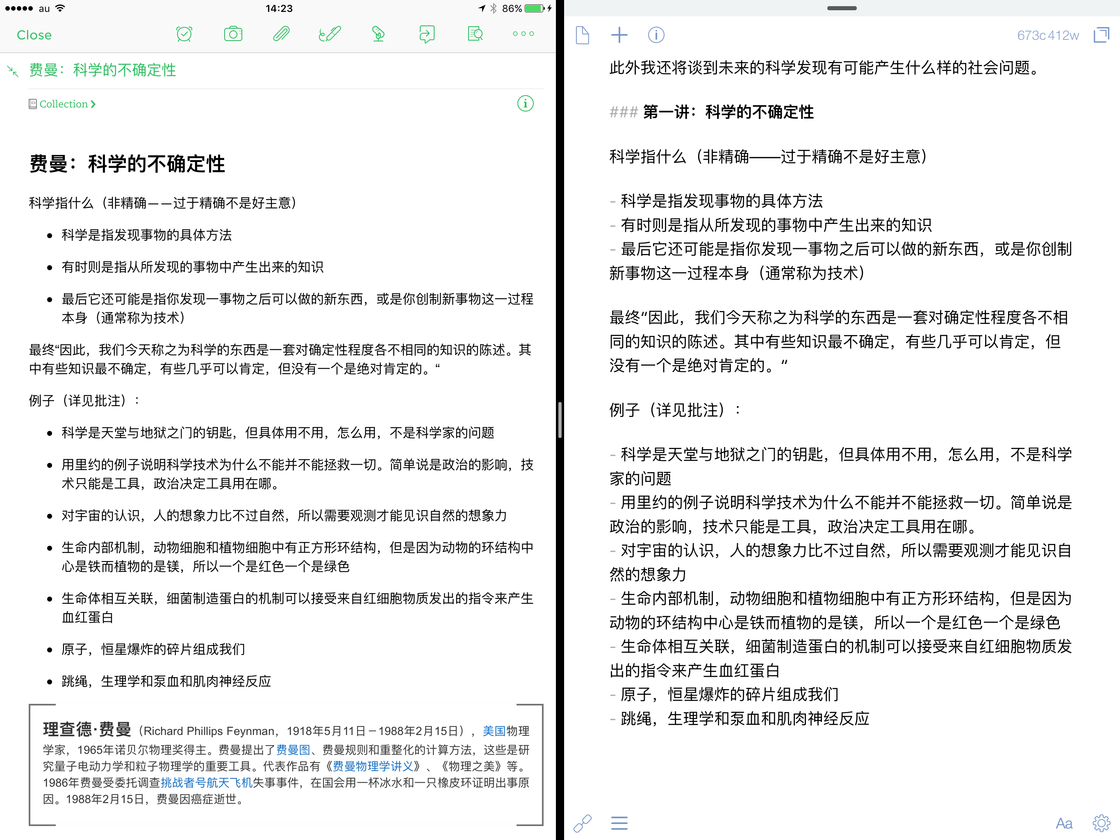 au 14:23 86%
Close
费曼：科学的不确定性
Collection
费曼：科学的不确定性
科学指什么（非精确——过于精确不是好主意）
• 科学是指发现事物的具体方法
• 有时则是指从所发现的事物中产生出来的知识
• 最后它还可能是指你发现一事物之后可以做的新东西，或是你创制新事物这一过程
本身（通常称为技术）
最终“因此，我们今天称之为科学的东西是一套对确定性程度各不相同的知识的陈述。其
中有些知识最不确定，有些几乎可以肯定，但没有一个是绝对肯定的。“
例子（详见批注）：
• 科学是天堂与地狱之门的钥匙，但具体用不用，怎么用，不是科学家的问题
• 用里约的例子说明科学技术为什么不能并不能拯救一切。简单说是政治的影响，技
术只能是工具，政治决定工具用在哪。
• 对宇宙的认识，人的想象力比不过自然，所以需要观测才能见识自然的想象力
• 生命内部机制，动物细胞和植物细胞中有正方形环结构，但是因为动物的环结构中
心是铁而植物的是镁，所以一个是红色一个是绿色
• 生命体相互关联，细菌制造蛋白的机制可以接受来自红细胞物质发出的指令来产生
血红蛋白
• 原子，恒星爆炸的碎片组成我们
• 跳绳，生理学和泵血和肌肉神经反应
理查德·费曼（Richard Phillips Feynman，1918年5月11日－1988年2月15日），美国物理
学家，1965年诺贝尔物理奖得主。费曼提出了费曼图、费曼规则和重整化的计算方法，这些是研
究量子电动力学和粒子物理学的重要工具。代表作品有《费曼物理学讲义》、《物理之美》等。
1986年费曼受委托调查挑战者号航天飞机失事事件，在国会用一杯冰水和一只橡皮环证明出事原
因。1988年2月15日，费曼因癌症逝世。
673c412w
此外我还将谈到未来的科学发现有可能产生什么样的社会问题。
### 第一讲：科学的不确定性
科学指什么（非精确——过于精确不是好主意）
- 科学是指发现事物的具体方法
- 有时则是指从所发现的事物中产生出来的知识
- 最后它还可能是指你发现一事物之后可以做的新东西，或是你创制
新事物这一过程本身（通常称为技术）
最终”因此，我们今天称之为科学的东西是一套对确定性程度各不相
同的知识的陈述。其中有些知识最不确定，有些几乎可以肯定，但
没有一个是绝对肯定的。“
例子（详见批注）：
- 科学是天堂与地狱之门的钥匙，但具体用不用，怎么用，不是科学
家的问题
- 用里约的例子说明科学技术为什么不能并不能拯救一切。简单说是
政治的影响，技术只能是工具，政治决定工具用在哪。
- 对宇宙的认识，人的想象力比不过自然，所以需要观测才能见识自
然的想象力
- 生命内部机制，动物细胞和植物细胞中有正方形环结构，但是因为
动物的环结构中心是铁而植物的是镁，所以一个是红色一个是绿色
- 生命体相互关联，细菌制造蛋白的机制可以接受来自红细胞物质发
出的指令来产生血红蛋白
- 原子，恒星爆炸的碎片组成我们
- 跳绳，生理学和泵血和肌肉神经反应
Aa